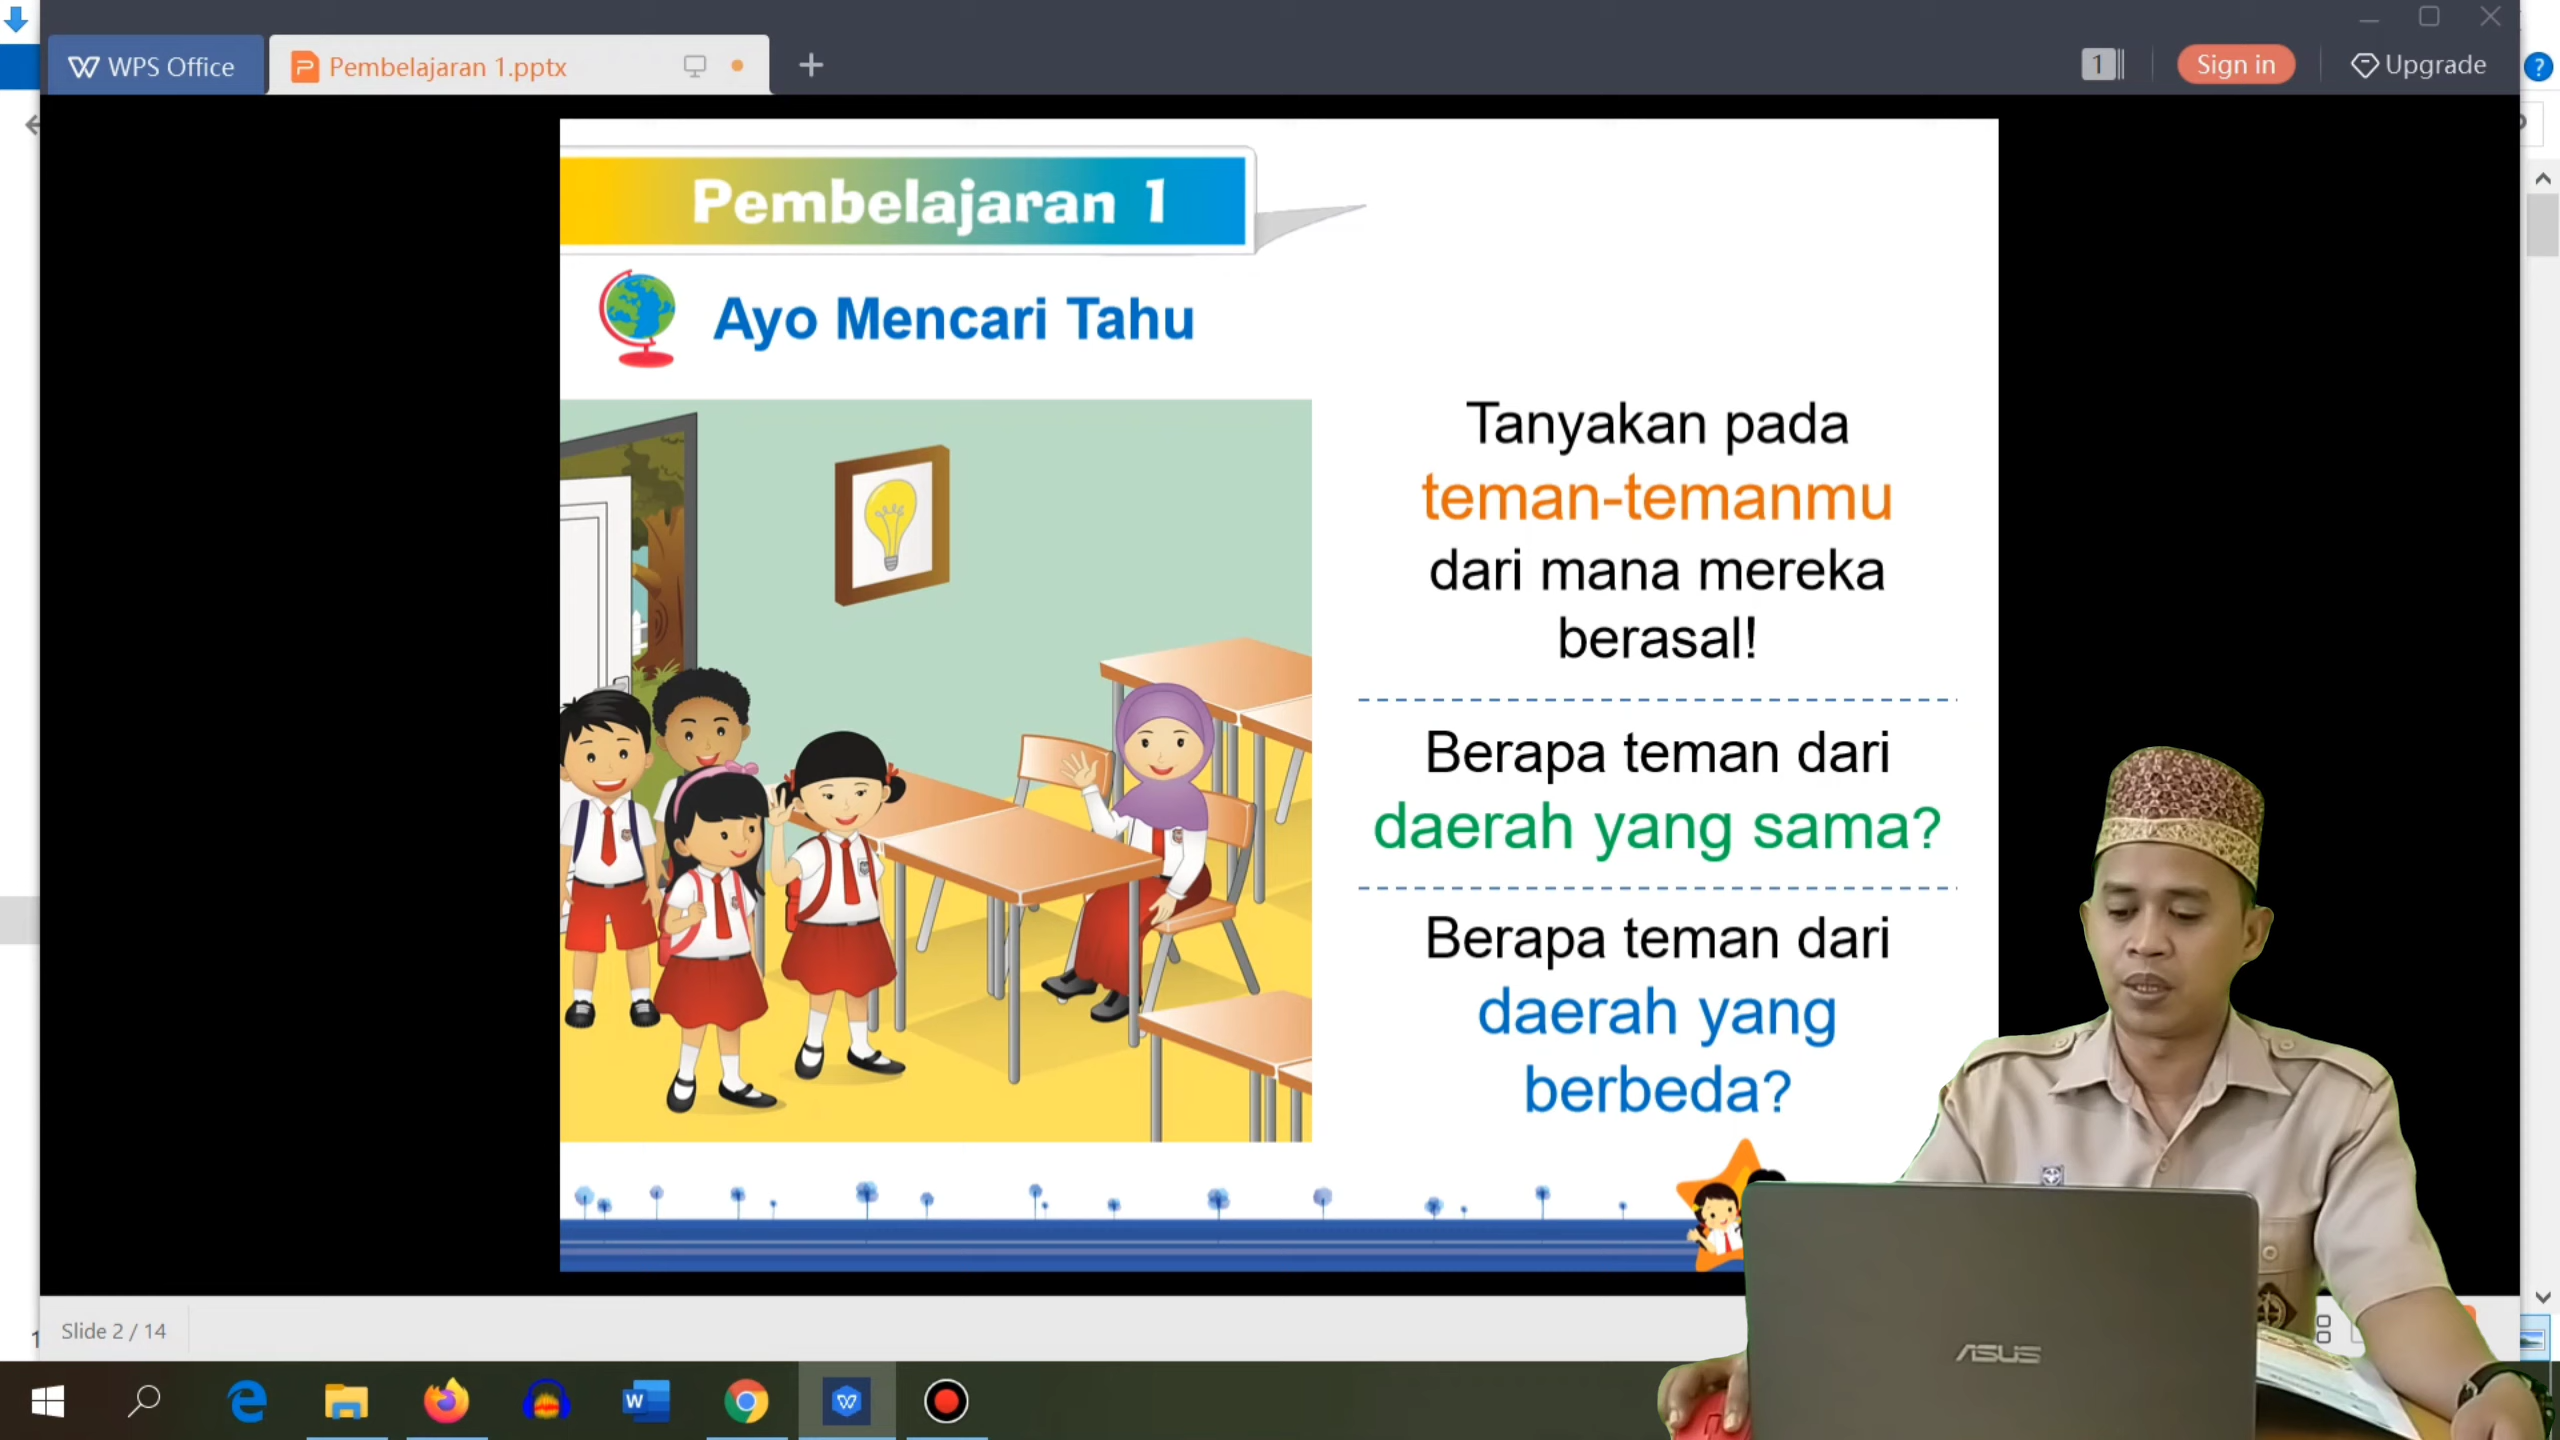 WPS Office
Pembelajaran 1.pptx
1
Sign in
Upgrade
?
Pembelajaran 1
Ayo Mencari Tahu
Tanyakan pada
teman-temanmu
dari mana mereka
berasal!
Berapa teman dari
daerah yang sama?
Berapa teman dari
daerah yang
berbeda?
Slide 2 / 14
ASUS